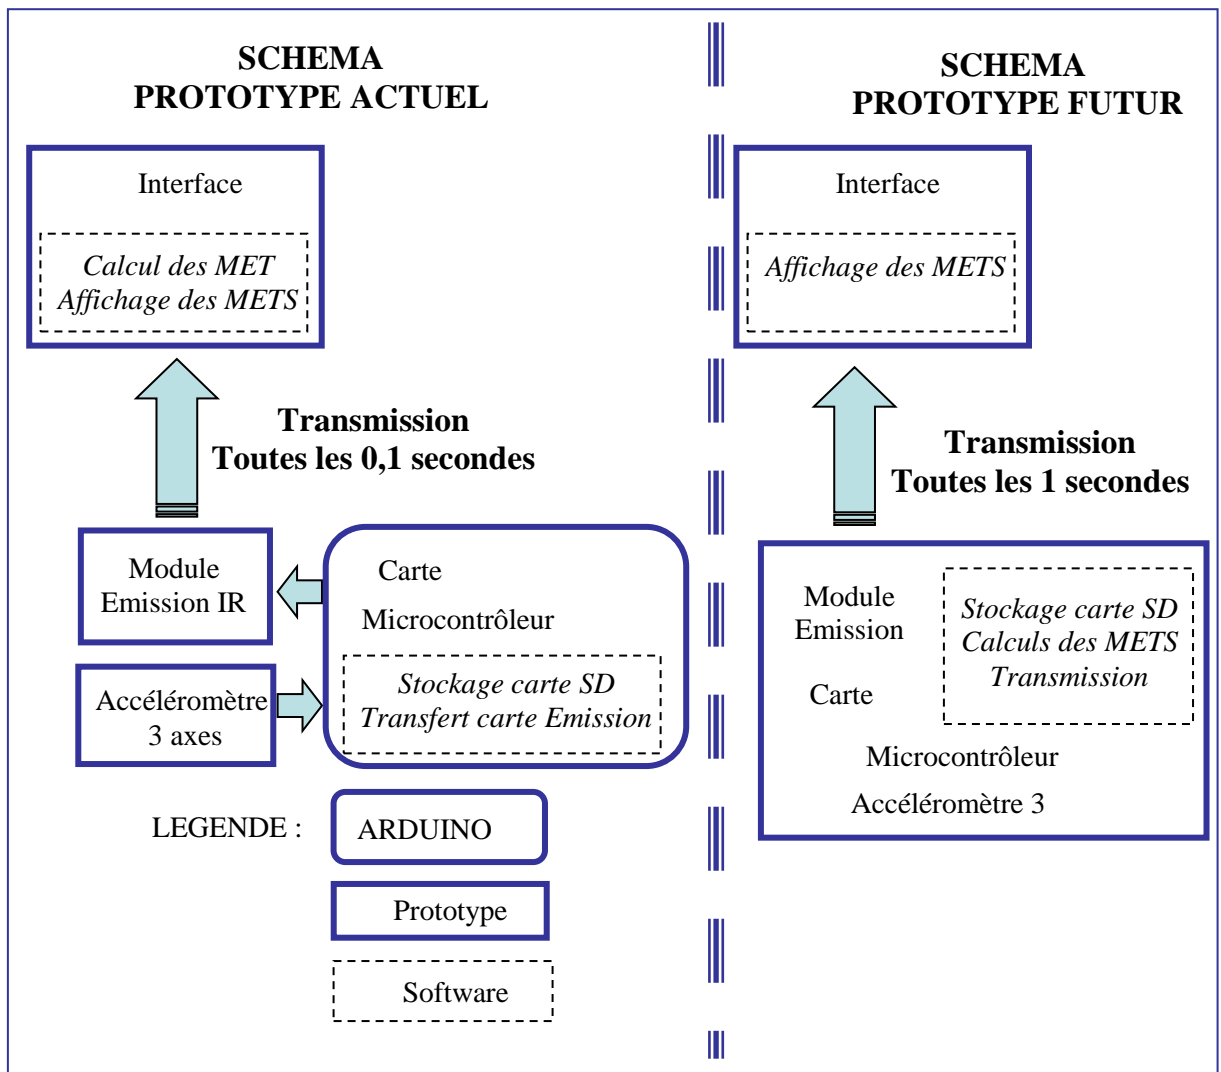 SCHEMA
PROTOTYPE ACTUEL
Interface
Calcul des MET
Affichage des METS
Transmission
Toutes les 0,1 secondes
Module
Emission IR
Carte
Microcontrôleur
Stockage carte SD
Transfert carte Emission
Accéléromètre
3 axes
LEGENDE :
ARDUINO
Prototype
Software
SCHEMA
PROTOTYPE FUTUR
Interface
Affichage des METS
Transmission
Toutes les 1 secondes
Module
Emission
Stockage carte SD
Calculs des METS
Transmission
Carte
Microcontrôleur
Accéléromètre 3